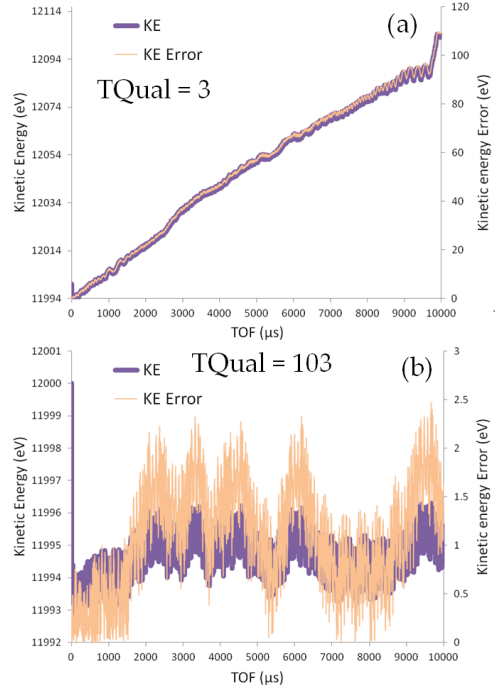 (a)
KE
KE Error
TQual = 3
Kinetic Energy (eV)
12114
12094
12074
12054
12034
12014
11994
120
100
80
60
40
20
0
Kinetic energy Error (eV)
0 1000 2000 3000 4000 5000 6000 7000 8000 9000 10000
TOF (µs)
TQual = 103
(b)
KE
KE Error
Kinetic Energy (eV)
12001
12000
11999
11998
11997
11996
11995
11994
11993
11992
3
2.5
2
1.5
1
0.5
0
Kinetic energy Error (eV)
0 1000 2000 3000 4000 5000 6000 7000 8000 9000 10000
TOF (µs)